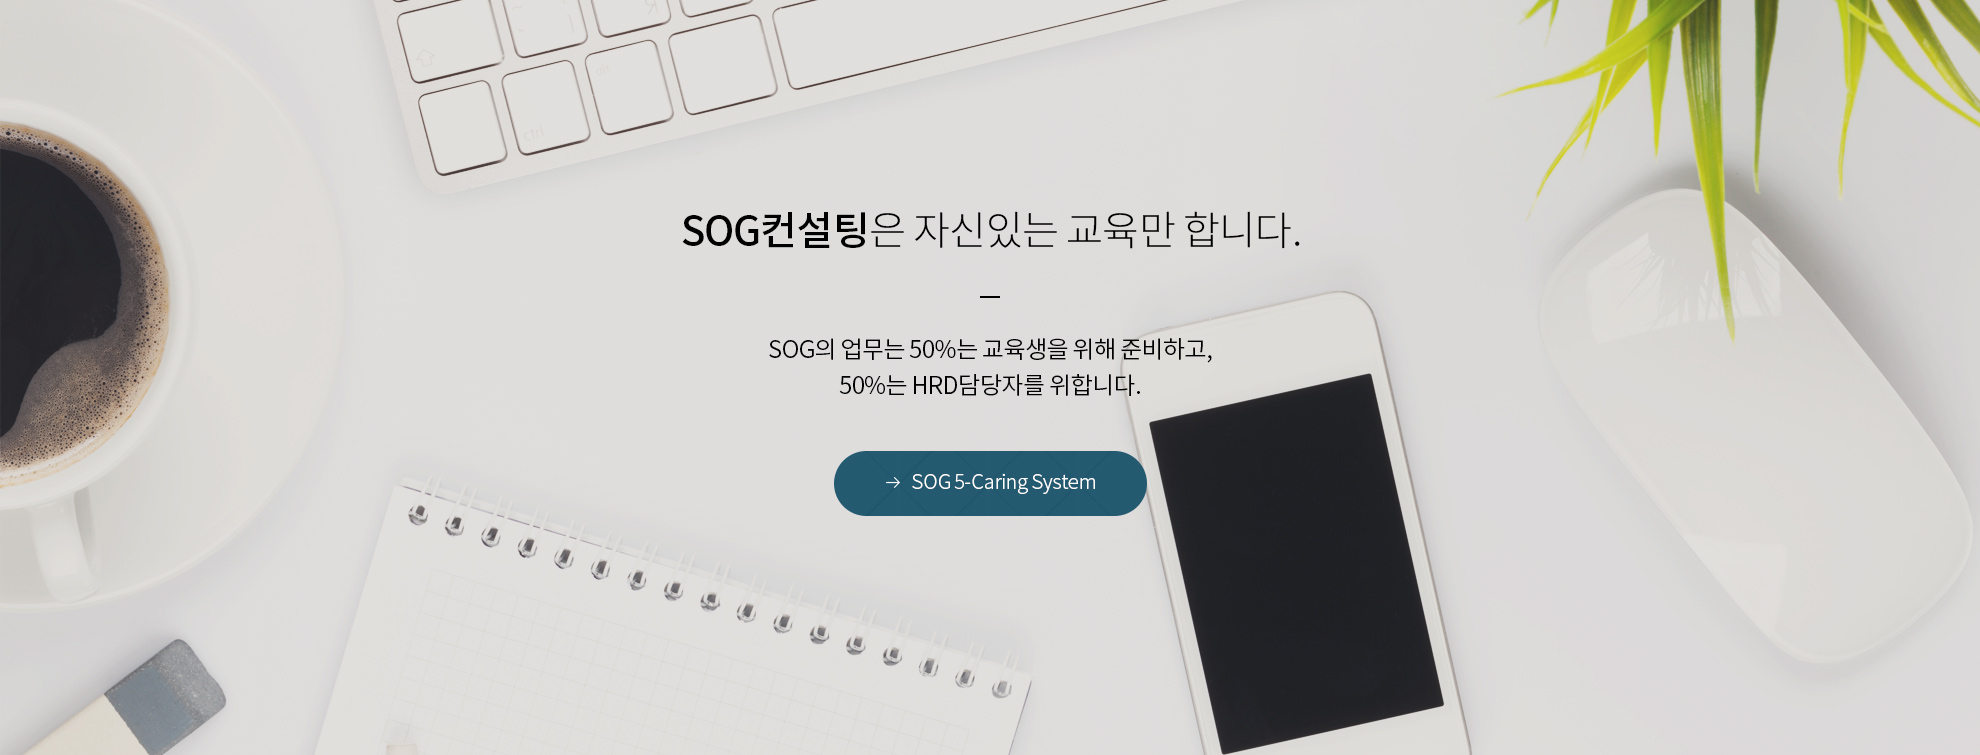 SOG컨설팅은 자신있는 교육만 합니다.
SOG의 업무는 50%는 교육생을 위해 준비하고,
50%는 HRD담당자를 위합니다.
→ SOG 5-Caring System